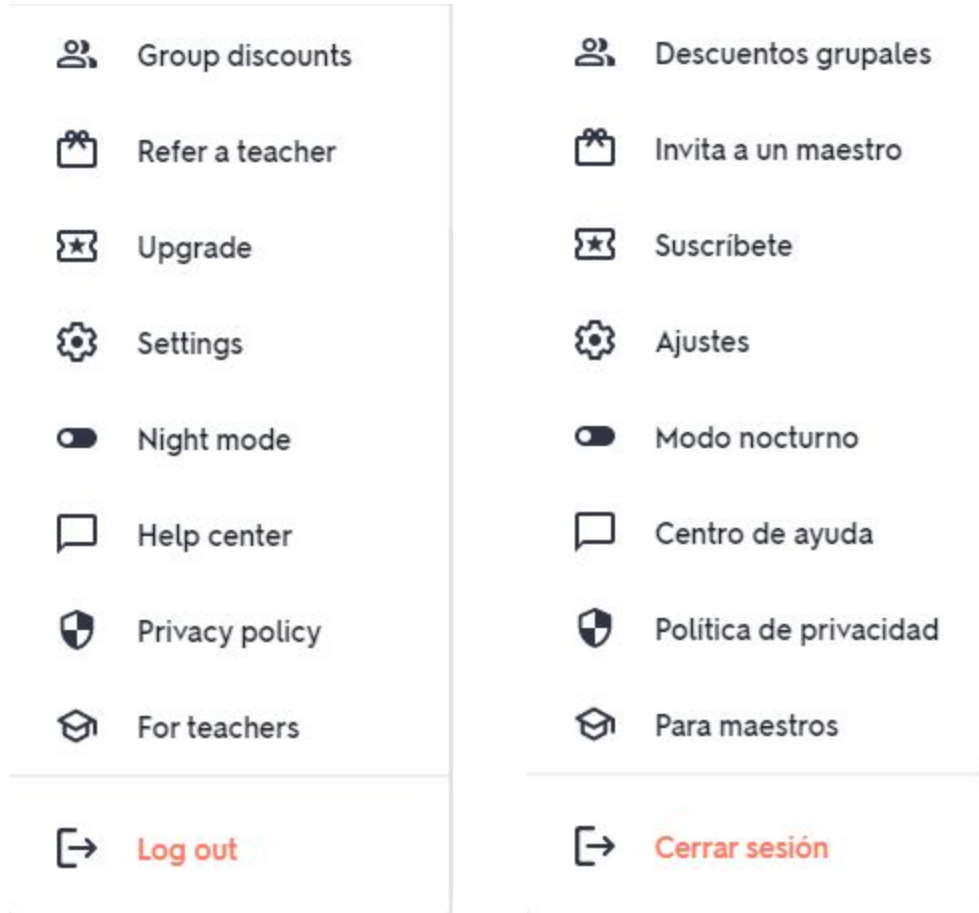 Group discounts
Refer a teacher
Upgrade
Settings
Night mode
Help center
Privacy policy
For teachers
Log out
Descuentos grupales
Invita a un maestro
Suscríbete
Ajustes
Modo nocturno
Centro de ayuda
Política de privacidad
Para maestros
Cerrar sesión